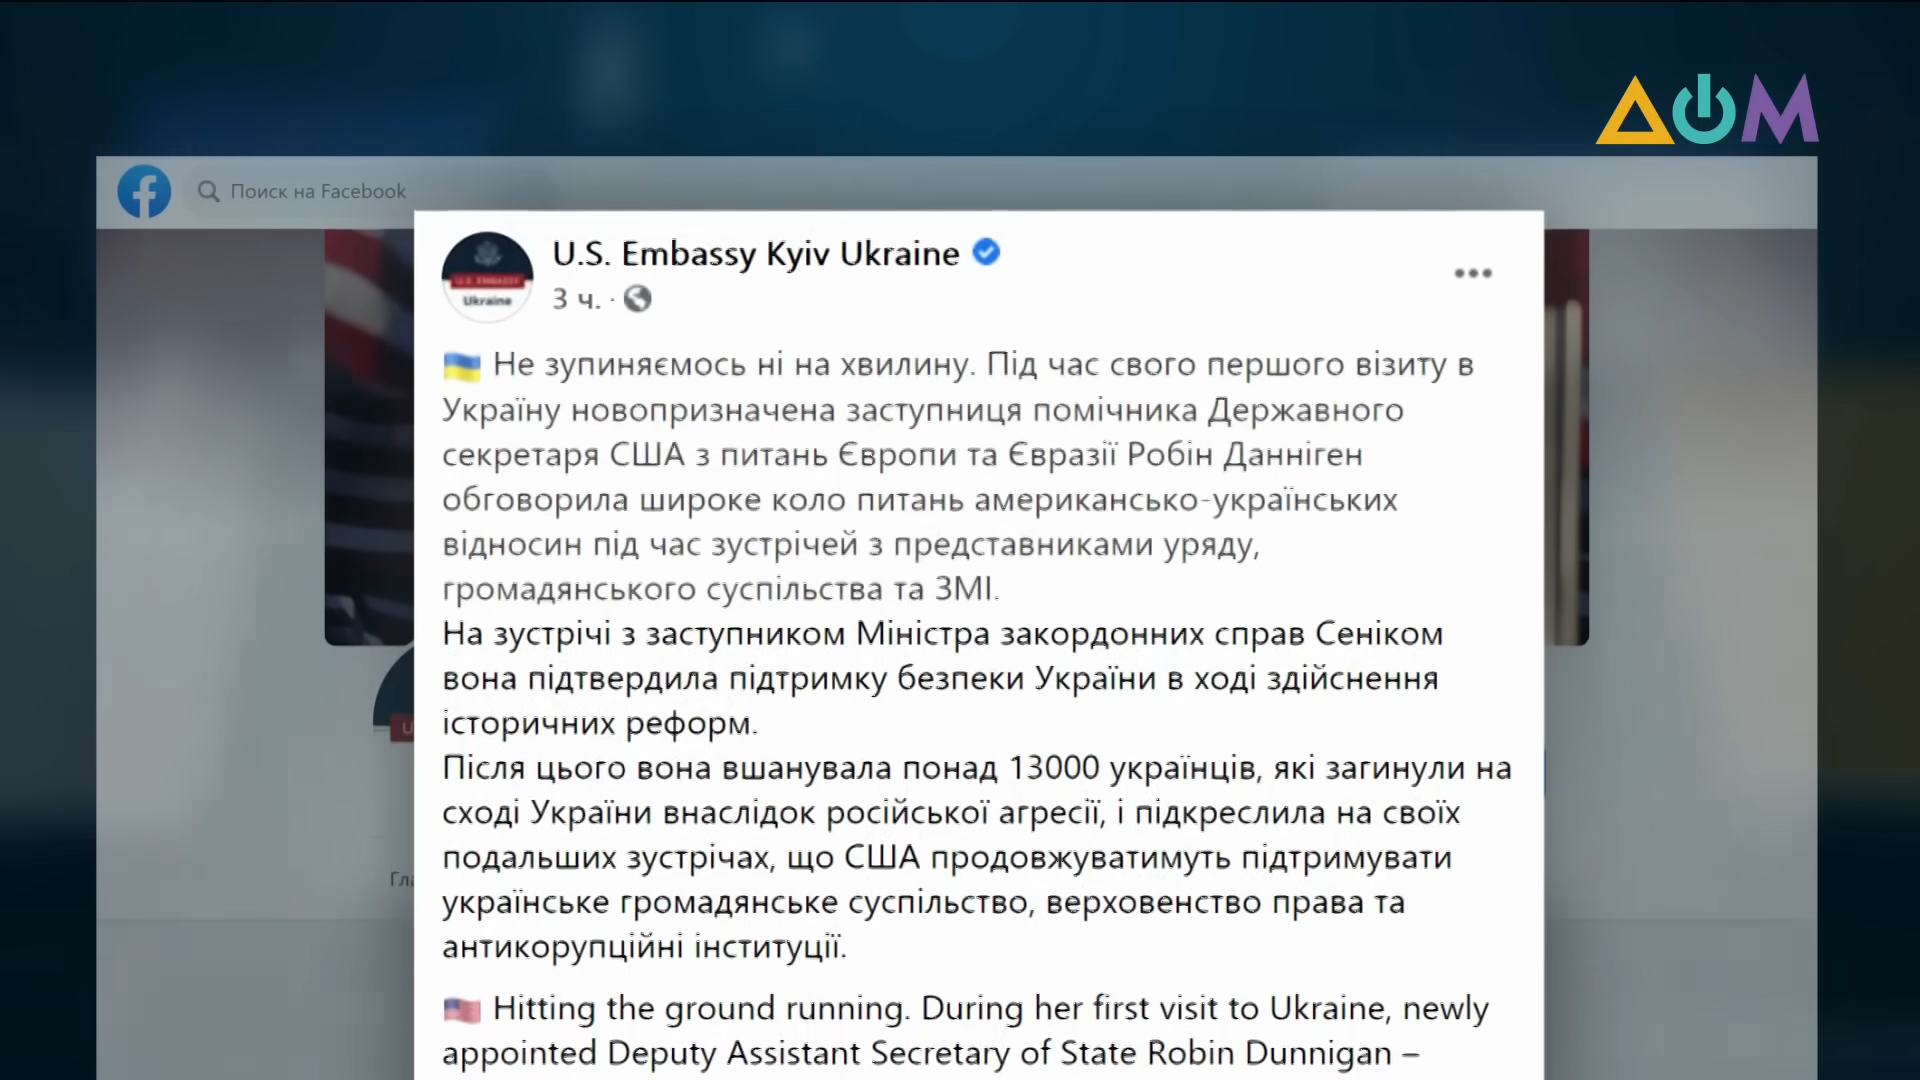 ДОМ
Поиск на Facebook
U.S. Embassy Kyiv Ukraine
U.S. EMBASSY
Ukraine
3 ч. ·
Не зупиняємось ні на хвилину. Під час свого першого візиту в
Україну новопризначена заступниця помічника Державного
секретаря США з питань Європи та Євразії Робін Данніген
обговорила широке коло питань американсько-українських
відносин під час зустрічей з представниками уряду,
громадянського суспільства та ЗМІ.
На зустрічі з заступником Міністра закордонних справ Сеніком
вона підтвердила підтримку безпеки України в ході здійснення
історичних реформ.
Після цього вона вшанувала понад 13000 українців, які загинули на
сході України внаслідок російської агресії, і підкреслила на своїх
подальших зустрічах, що США продовжуватимуть підтримувати
українське громадянське суспільство, верховенство права та
антикорупційні інституції.
Hitting the ground running. During her first visit to Ukraine, newly
appointed Deputy Assistant Secretary of State Robin Dunnigan –